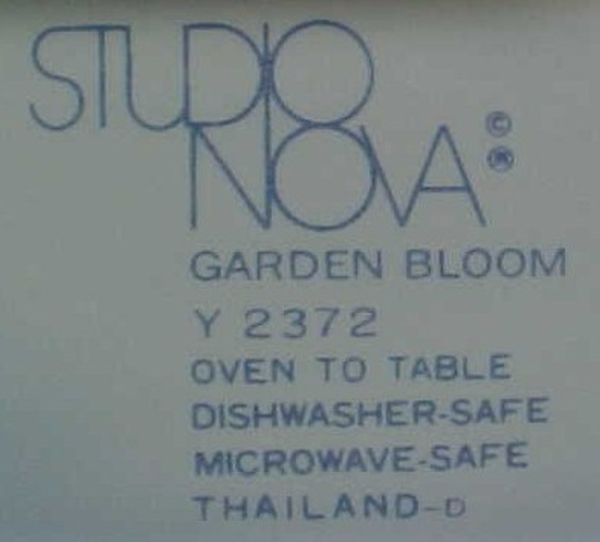 STUDIO
NOVA © ®
GARDEN BLOOM
Y 2372
OVEN TO TABLE
DISHWASHER-SAFE
MICROWAVE-SAFE
THAILAND-D